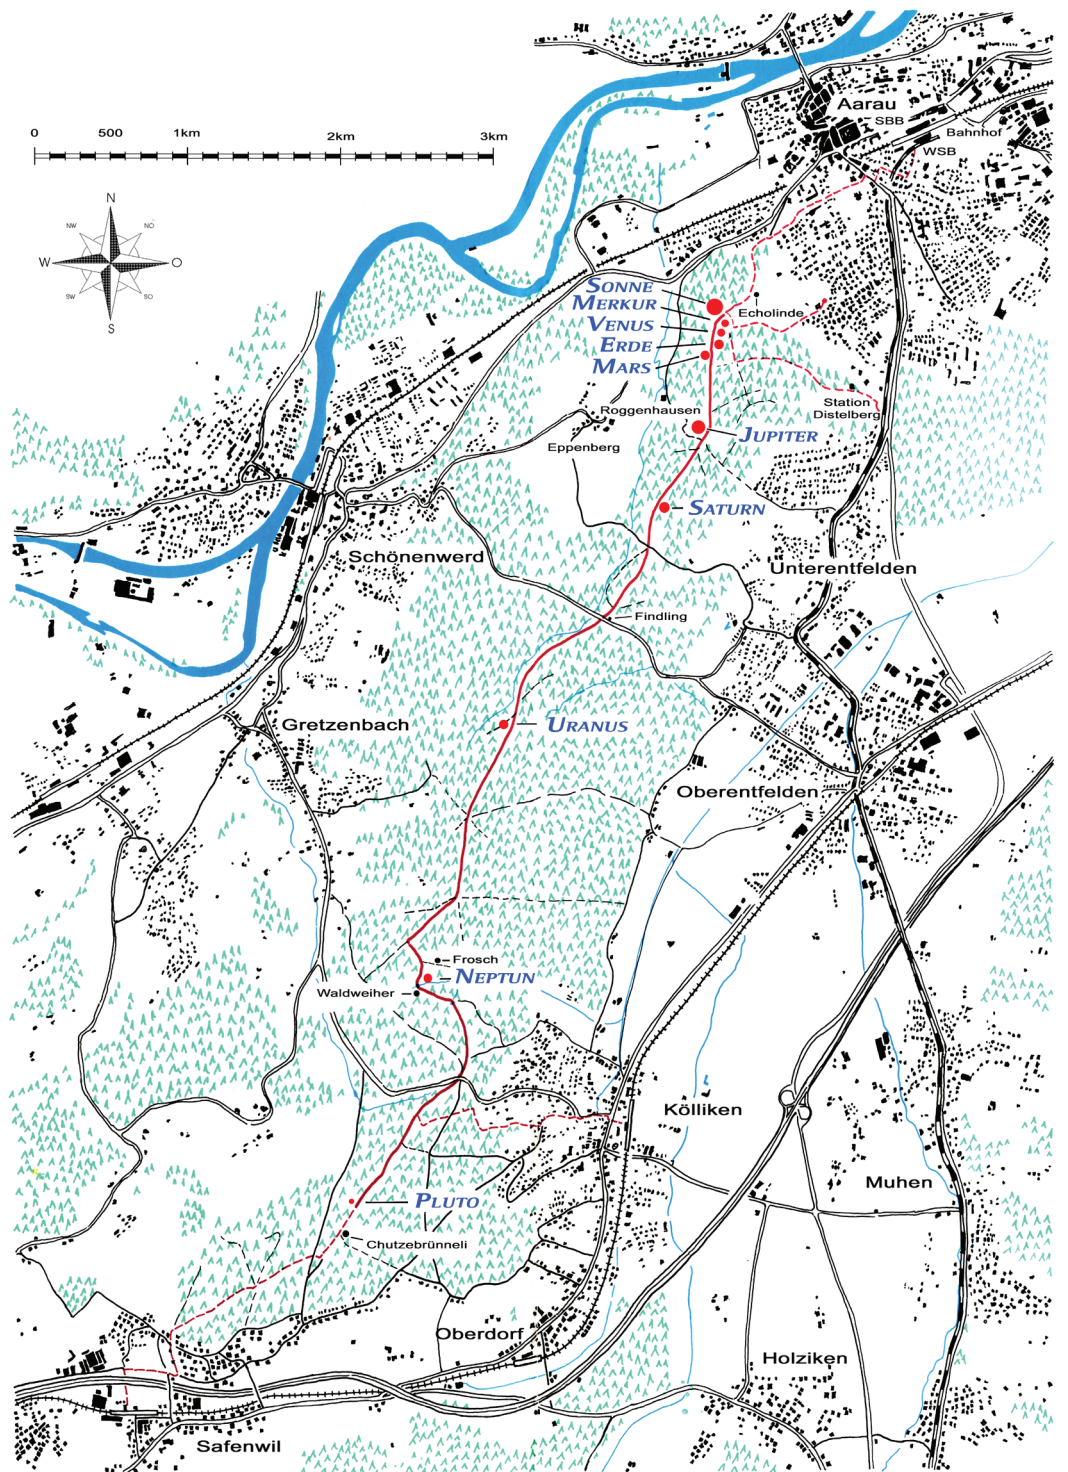 Aarau
SBB
Bahnhof
WSB
0 500 1km 2km 3km
N
NW NO
W O
SW SO
S
SONNE
MERKUR
VENUS
ERDE
MARS
Echolinde
Station
Distelberg
Roggenhausen
JUPITER
Eppenberg
SATURN
Schönenwerd
Unterentfelden
Findling
Gretzenbach
URANUS
Oberentfelden
Frosch
NEPTUN
Waldweiher
Kölliken
Muhen
PLUTO
Chutzebrünneli
Oberdorf
Holziken
Safenwil